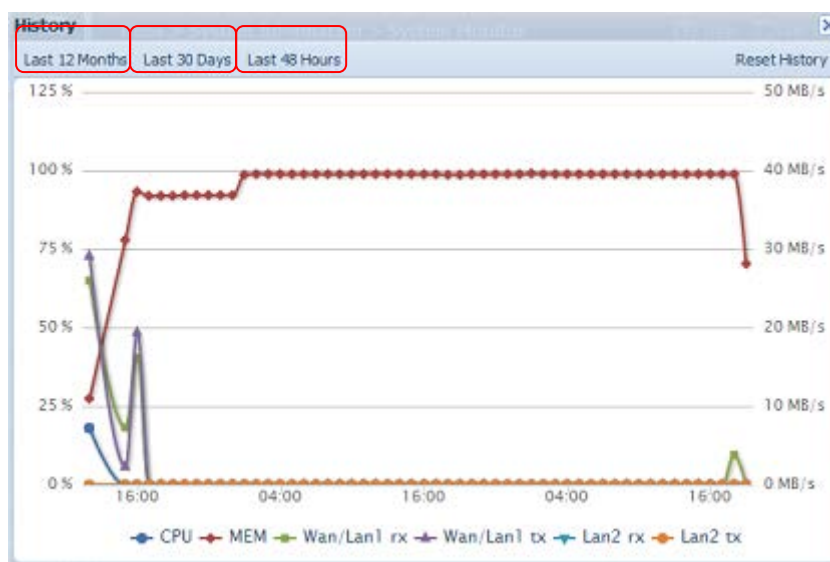 History
Last 12 Months Last 30 Days Last 48 Hours Reset History
125 % 50 MB/s
100 % 40 MB/s
75 % 30 MB/s
50 % 20 MB/s
25 % 10 MB/s
0 % 0 MB/s
16:00 04:00 16:00 04:00 16:00
CPU MEM Wan/Lan1 rx Wan/Lan1 tx Lan2 rx Lan2 tx